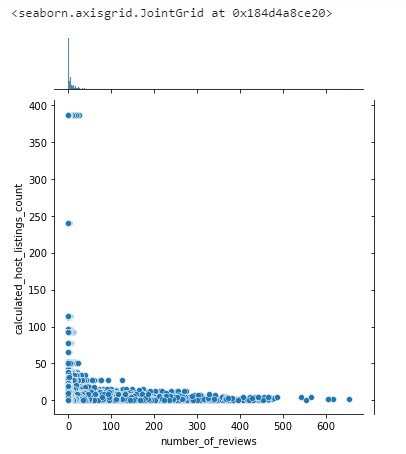 <seaborn.axisgrid.JointGrid at 0x184d4a8ce20>
400
350
300
250
200
150
100
50
0
calculated_host_listings_count
0 100 200 300 400 500 600
number_of_reviews